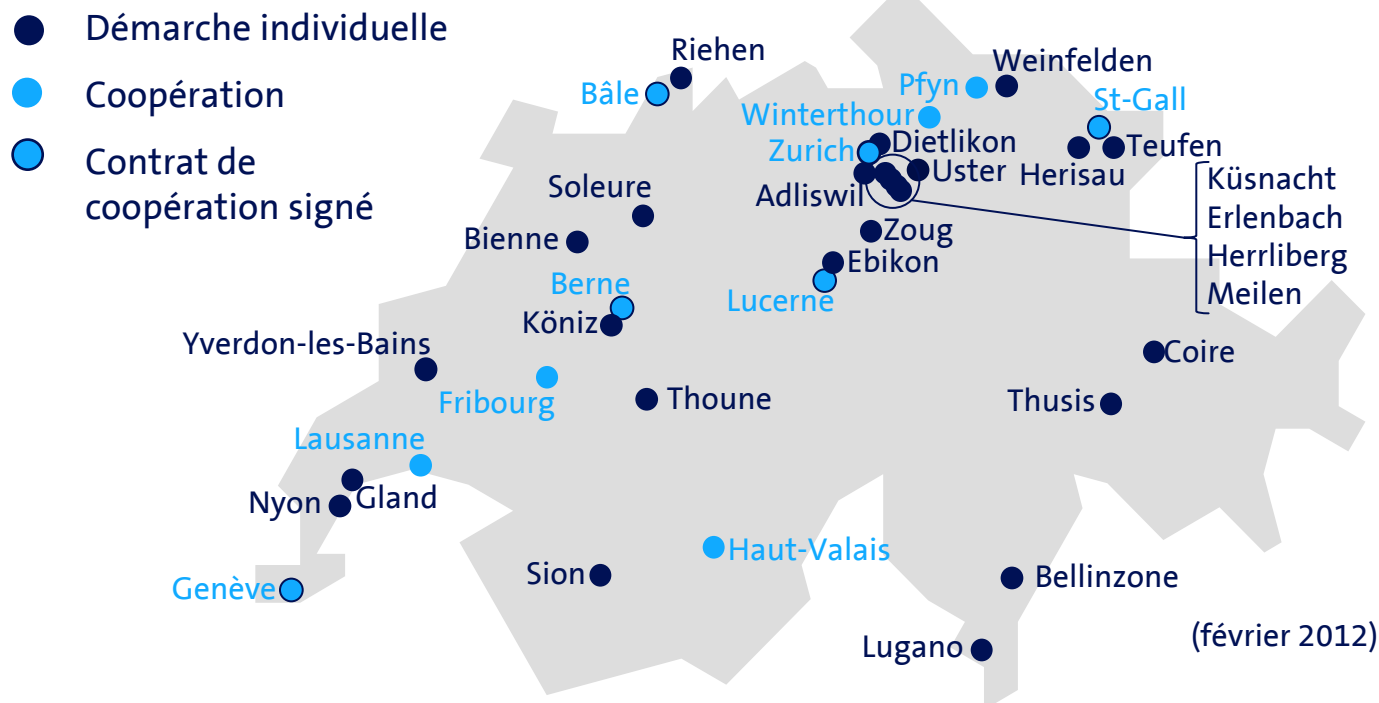 Démarche individuelle
Coopération
Contrat de
coopération signé
Riehen
Bâle
Weinfelden
Pfyn
St-Gall
Winterthour
Dietlikon
Zurich
Teufen
Uster
Herisau
Adliswil
Küsnacht
Erlenbach
Herrliberg
Meilen
Soleure
Bienne
Zoug
Ebikon
Berne
Lucerne
Köniz
Yverdon-les-Bains
Coire
Fribourg
Thoune
Thusis
Lausanne
Gland
Nyon
Haut-Valais
Sion
Bellinzone
Genève
Lugano
(février 2012)